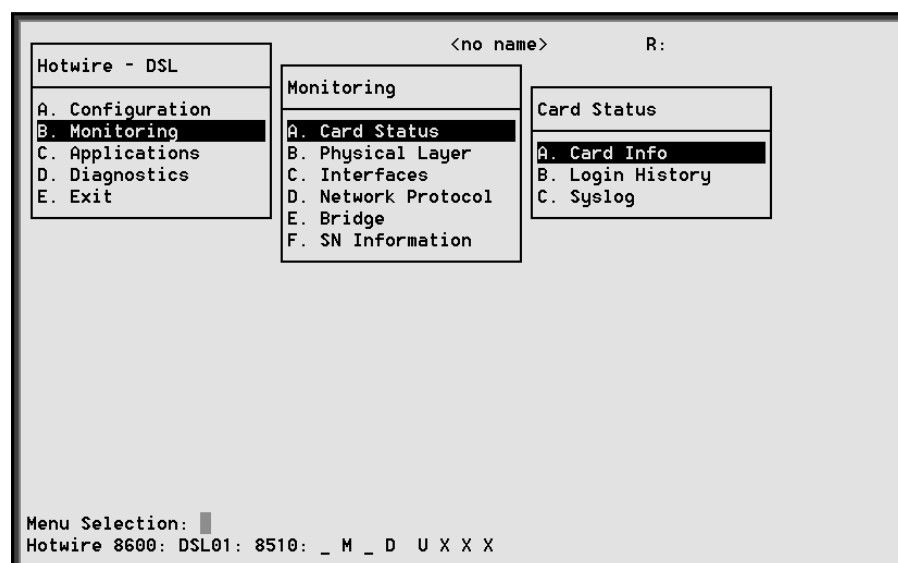 <no name> R:
Hotwire - DSL
A. Configuration
B. Monitoring
C. Applications
D. Diagnostics
E. Exit
Monitoring
A. Card Status
B. Physical Layer
C. Interfaces
D. Network Protocol
E. Bridge
F. SN Information
Card Status
A. Card Info
B. Login History
C. Syslog
Menu Selection:
Hotwire 8600: DSL01: 8510: _ M _ D U X X X